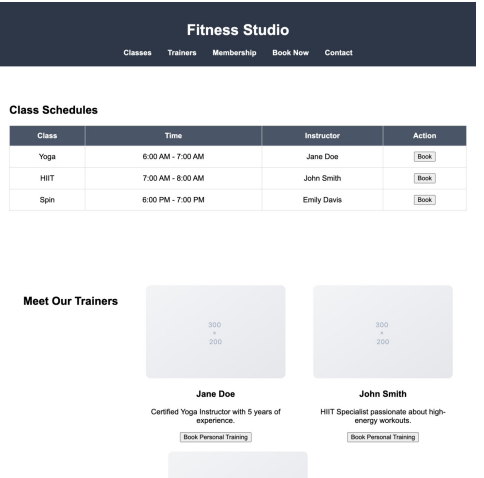 Fitness Studio
Classes Trainers Membership Book Now Contact
Class Schedules
Class Time Instructor Action
Yoga 6:00 AM - 7:00 AM Jane Doe Book
HIIT 7:00 AM - 8:00 AM John Smith Book
Spin 6:00 PM - 7:00 PM Emily Davis Book
Meet Our Trainers
300
×
200
Jane Doe
Certified Yoga Instructor with 5 years of
experience.
Book Personal Training
300
×
200
John Smith
HIIT Specialist passionate about high-
energy workouts.
Book Personal Training